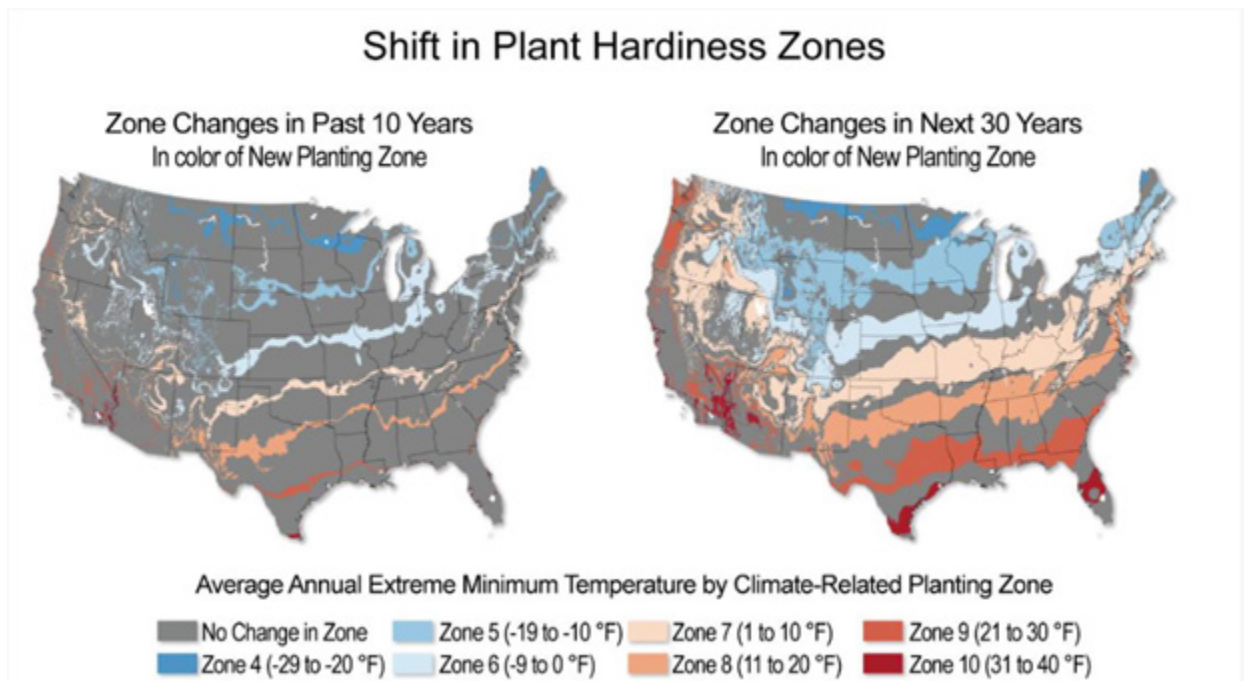 Shift in Plant Hardiness Zones
Zone Changes in Past 10 Years
In color of New Planting Zone
Zone Changes in Next 30 Years
In color of New Planting Zone
Average Annual Extreme Minimum Temperature by Climate-Related Planting Zone
No Change in Zone Zone 5 (-19 to -10 °F) Zone 7 (1 to 10 °F) Zone 9 (21 to 30 °F)
Zone 4 (-29 to -20 °F) Zone 6 (-9 to 0 °F) Zone 8 (11 to 20 °F) Zone 10 (31 to 40 °F)